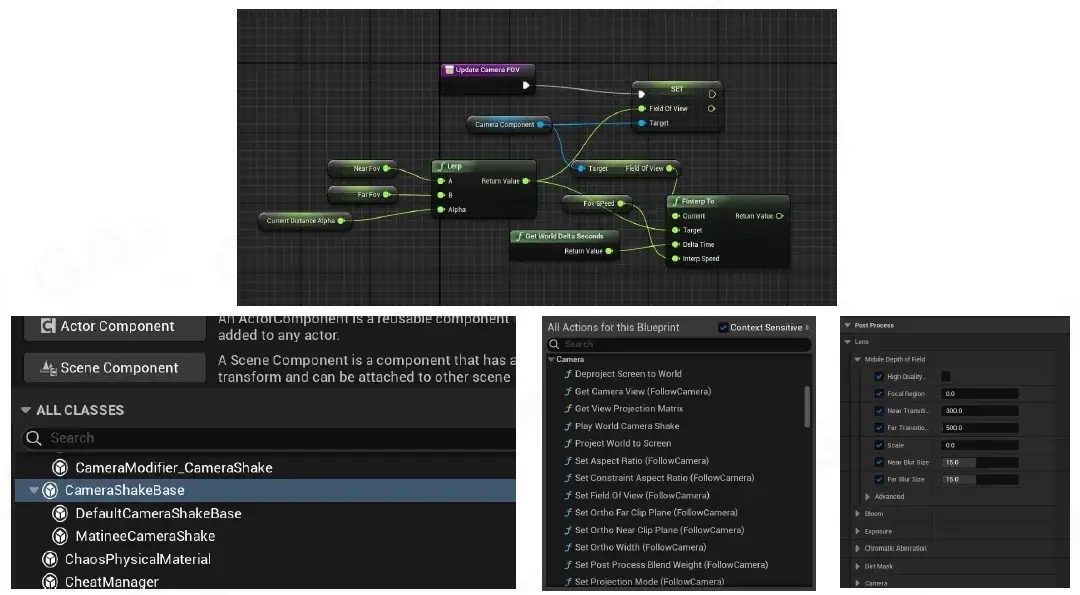 Update Camera FOV
SET
Field Of View
Target
Camera Component
Near Fov
Far Fov
Current Distance Alpha
Lerp
A
Return Value
B
Alpha
Target
Field Of View
Fov Speed
Get World Delta Seconds
Return Value
FInterp To
Current
Return Value
Target
Delta Time
Interp Speed
Actor Component
An ActorComponent is a reusable component
added to any actor.
Scene Component
A Scene Component is a component that has a
transform and can be attached to other scene
ALL CLASSES
Search
CameraModifier_CameraShake
CameraShakeBase
DefaultCameraShakeBase
MatineeCameraShake
ChaosPhysicalMaterial
CheatManager
All Actions for this Blueprint
Context Sensitive
Search
Camera
Deproject Screen to World
Get Camera View (FollowCamera)
Get View Projection Matrix
Play World Camera Shake
Project World to Screen
Set Aspect Ratio (FollowCamera)
Set Constraint Aspect Ratio (FollowCamera)
Set Field Of View (FollowCamera)
Set Ortho Far Clip Plane (FollowCamera)
Set Ortho Near Clip Plane (FollowCamera)
Set Ortho Width (FollowCamera)
Set Post Process Blend Weight (FollowCamera)
Set Projection Mode (FollowCamera)
Post Process
Lens
Mobile Depth of Field
High Quality..
Focal Region 0.0
Near Transiti.. 300.0
Far Transitio.. 500.0
Scale 0.0
Near Blur Size 15.0
Far Blur Size 15.0
Advanced
Bloom
Exposure
Chromatic Aberration
Dirt Mask
Camera